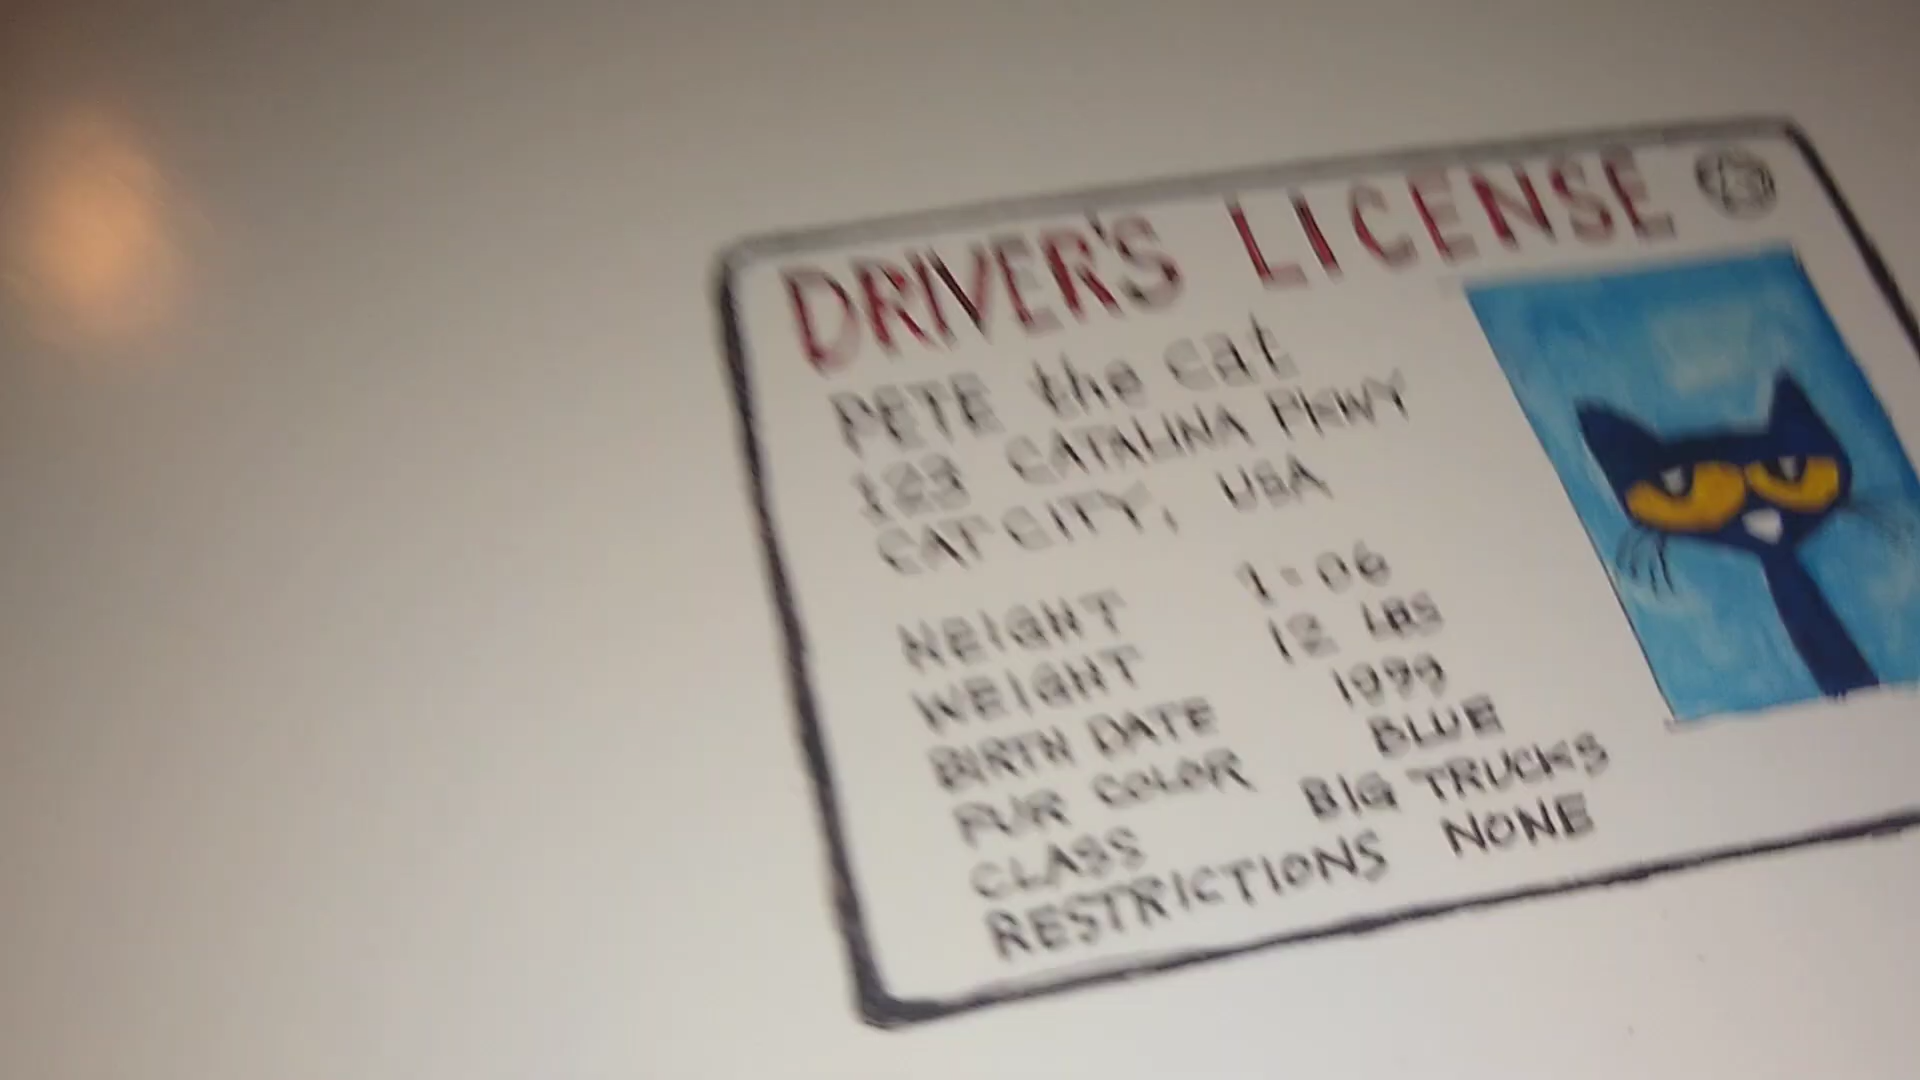 DRIVER'S LICENSE
PETE the cat
123 CATALINA PKWY
CAT CITY, USA
HEIGHT 1-06
WEIGHT 12 LBS
BIRTH DATE 1999
FUR COLOR BLUE
CLASS BIG TRUCKS
RESTRICTIONS NONE